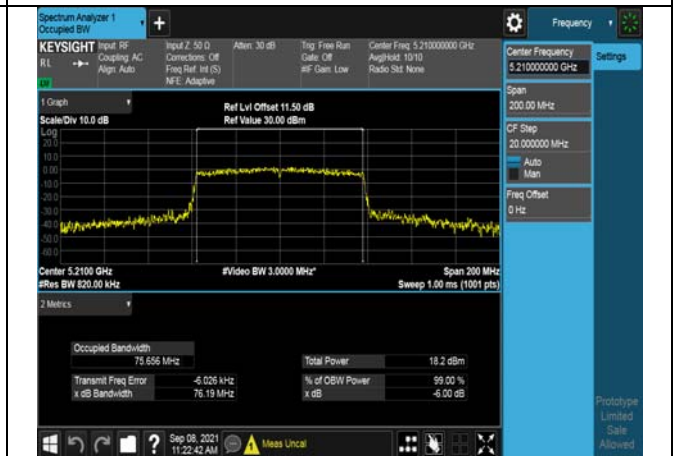 Spectrum Analyzer 1
Occupied BW
+
Frequency
KEYSIGHT Input: RF Input Z: 50 Ω Atten: 30 dB Trig: Free Run Center Freq: 5.210000000 GHz
RL Coupling: AC Corrections: Off Gate: Off Avg|Hold: 10/10
Align: Auto Freq Ref: Int (S) #IF Gain: Low Radio Std: None
NFE: Adaptive
Center Frequency
5.210000000 GHz
Settings
Span
200.00 MHz
CF Step
20.000000 MHz
Auto
Man
Freq Offset
0 Hz
1 Graph
Scale/Div 10.0 dB
Ref Lvl Offset 11.50 dB
Ref Value 30.00 dBm
Log
20.0
10.0
0.00
-10.0
-20.0
-30.0
-40.0
-50.0
-60.0
Center 5.2100 GHz #Video BW 3.0000 MHz* Span 200 MHz
#Res BW 820.00 kHz Sweep 1.00 ms (1001 pts)
2 Metrics
Occupied Bandwidth
75.656 MHz Total Power 18.2 dBm
Transmit Freq Error -6.026 kHz % of OBW Power 99.00 %
x dB Bandwidth 76.19 MHz x dB -6.00 dB
Prototype
Limited
Sale
Allowed
? Sep 08, 2021
11:22:42 AM
Meas Uncal